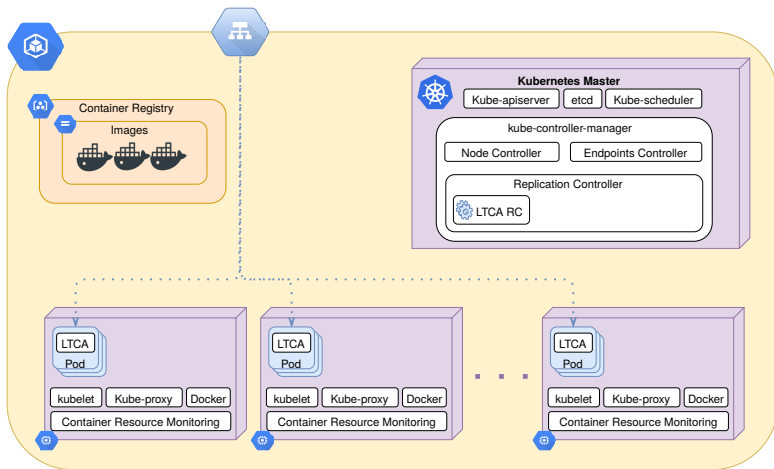 Kubernetes Master
Kube-apiserver
etcd
Kube-scheduler
Container Registry
Images
kube-controller-manager
Node Controller
Endpoints Controller
Replication Controller
LTCA RC
LTCA
Pod
kubelet
Kube-proxy
Docker
Container Resource Monitoring
LTCA
Pod
kubelet
Kube-proxy
Docker
Container Resource Monitoring
LTCA
Pod
kubelet
Kube-proxy
Docker
Container Resource Monitoring